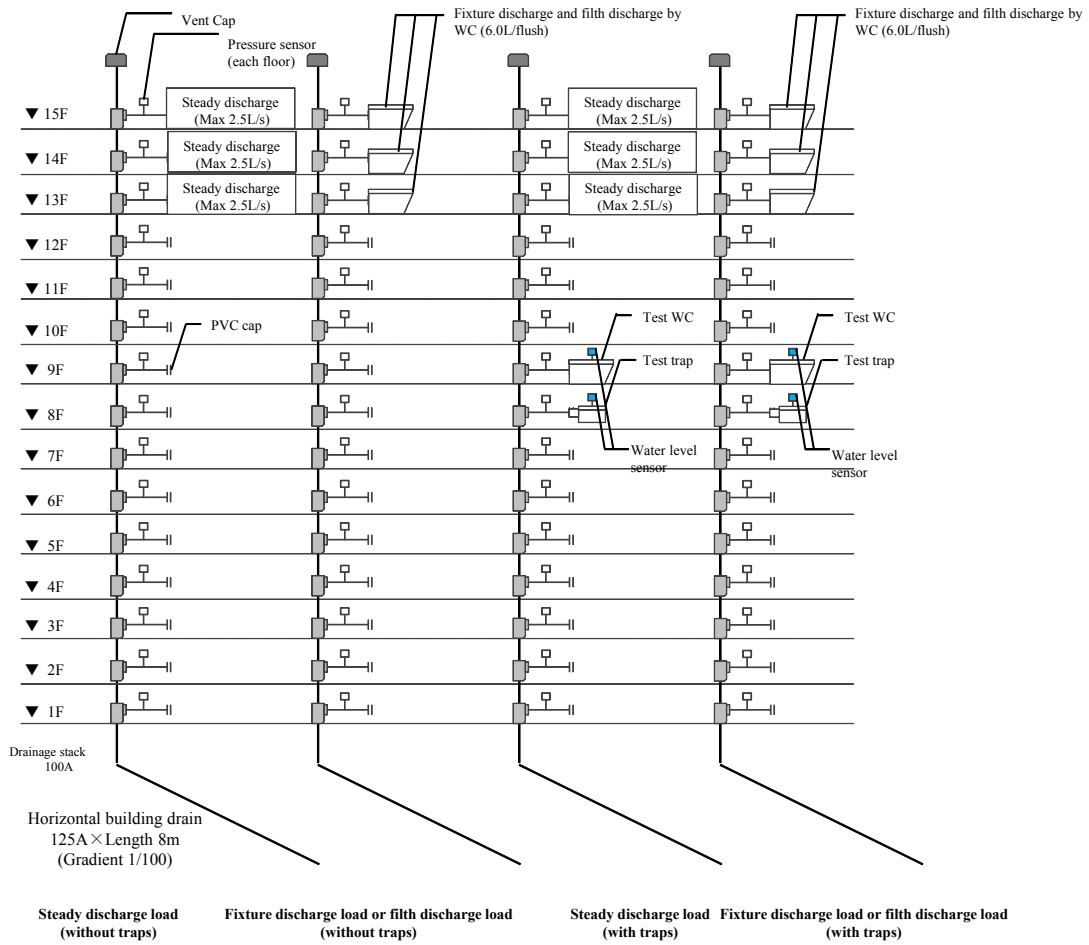 Vent Cap
Pressure sensor
(each floor)
Fixture discharge and filth discharge by
WC (6.0L/flush)
Fixture discharge and filth discharge by
WC (6.0L/flush)
▼ 15F
Steady discharge
(Max 2.5L/s)
Steady discharge
(Max 2.5L/s)
▼ 14F
Steady discharge
(Max 2.5L/s)
Steady discharge
(Max 2.5L/s)
▼ 13F
Steady discharge
(Max 2.5L/s)
Steady discharge
(Max 2.5L/s)
▼ 12F
▼ 11F
▼ 10F
PVC cap
Test WC
Test WC
▼ 9F
Test trap
Test trap
▼ 8F
▼ 7F
Water level
sensor
Water level
sensor
▼ 6F
▼ 5F
▼ 4F
▼ 3F
▼ 2F
▼ 1F
Drainage stack
100A
Horizontal building drain
125A×Length 8m
(Gradient 1/100)
Steady discharge load
(without traps)
Fixture discharge load or filth discharge load
(without traps)
Steady discharge load
(with traps)
Fixture discharge load or filth discharge load
(with traps)